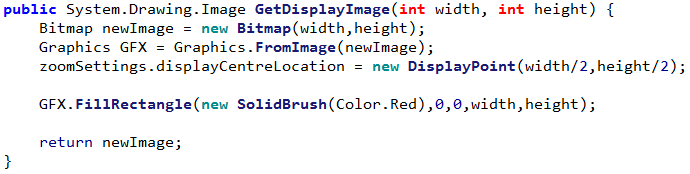 public System.Drawing.Image GetDisplayImage(int width, int height) {
    Bitmap newImage = new Bitmap(width,height);
    Graphics GFX = Graphics.FromImage(newImage);
    zoomSettings.displayCentreLocation = new DisplayPoint(width/2,height/2);

    GFX.FillRectangle(new SolidBrush(Color.Red),0,0,width,height);

    return newImage;
}